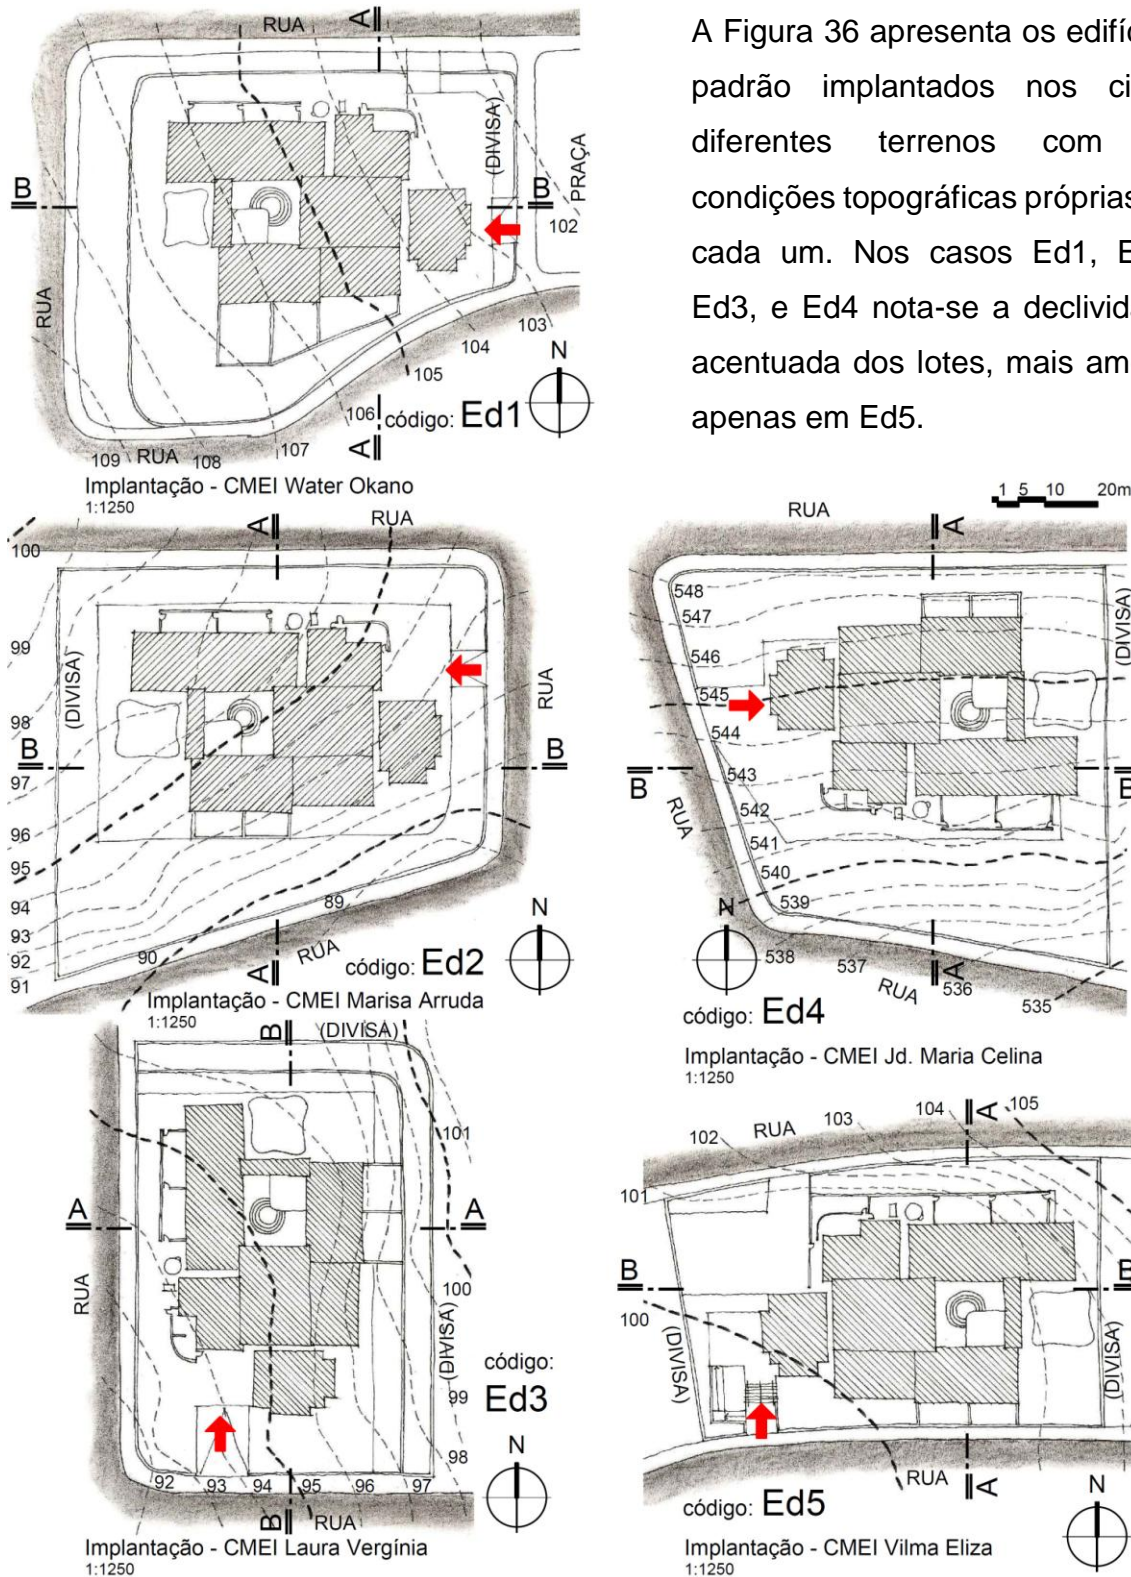 A Figura 36 apresenta os
padrão implantados nos
diferentes terrenos com
condições topográficas próprias
cada um. Nos casos Ed1,
Ed3, e Ed4 nota-se a
acentuada dos lotes, mais
apenas em Ed5.
RUA
A
(DIVISA)
PRAÇA
B
B
102
RUA
103
104
105
N
106
código: Ed1
A
107
109
RUA
108
Implantação - CMEI Water Okano
1:1250
A
RUA
100
99
(DIVISA)
98
RUA
B
B
97
96
95
94
93
92
91
90
89
A
RUA
N
código: Ed2
Implantação - CMEI Marisa Arruda
1:1250
1 5 10 20m
RUA
A
548
547
(DIVISA)
546
545
544
543
B
B
542
RUA
541
540
539
N
538
537
A
RUA
536
535
código: Ed4
Implantação - CMEI Jd. Maria Celina
1:1250
B
(DIVISA)
101
A
A
RUA
100
(DIVISA)
código:
Ed3
99
98
N
92
93
94
95
96
97
B
RUA
Implantação - CMEI Laura Vergínia
1:1250
102
RUA
103
104
A
105
101
B
B
100
(DIVISA)
(DIVISA)
RUA
A
N
código: Ed5
Implantação - CMEI Vilma Eliza
1:1250